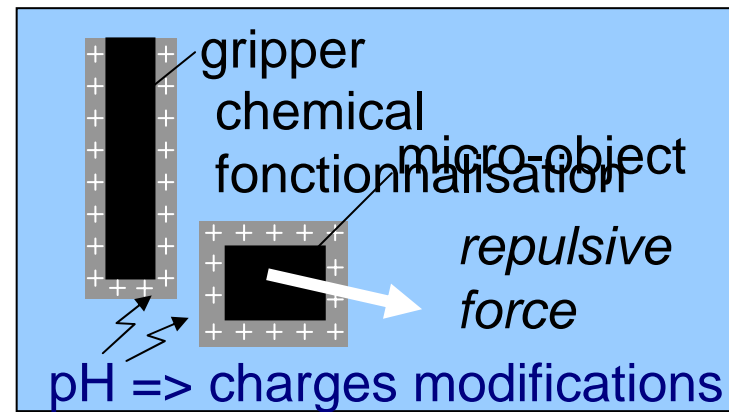 gripper
chemical
micro-object
fonctionnalisation
repulsive
force
pH => charges modifications
+ +
+ +
+ +
+ +
+ +
+ +
+ +
+ +
+ + + + +
+ +
+ +
+ + + + +